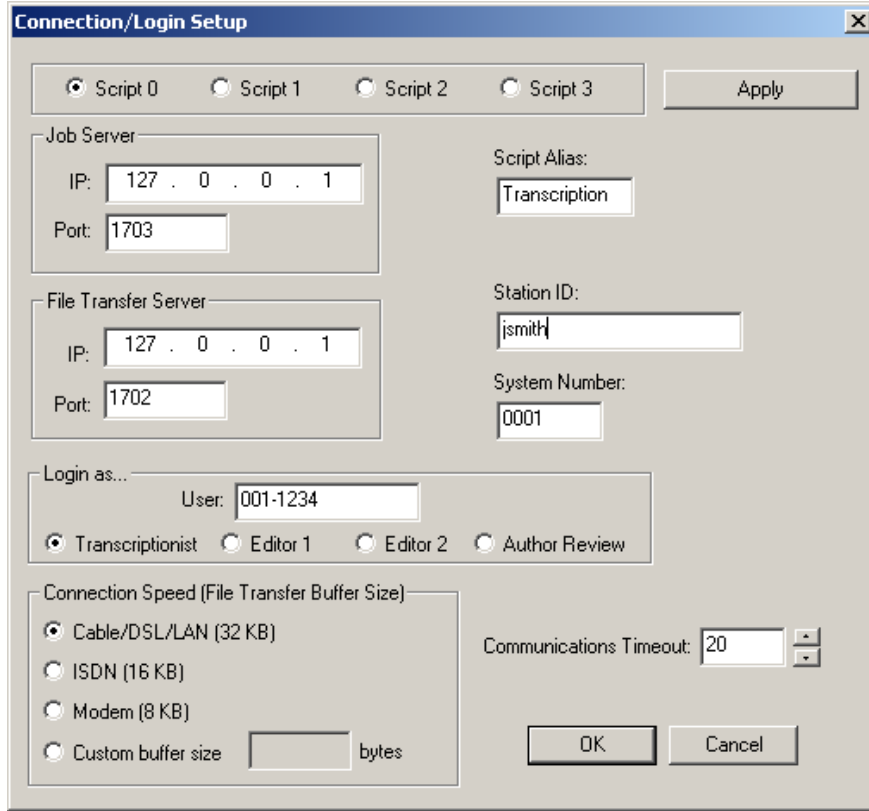 Connection/Login Setup
Script 0 Script 1 Script 2 Script 3 Apply
Job Server
IP: 127 . 0 . 0 . 1
Port: 1703
Script Alias:
Transcription
File Transfer Server
IP: 127 . 0 . 0 . 1
Port: 1702
Station ID:
jsmith
System Number:
0001
Login as...
User: 001-1234
Transcriptionist Editor 1 Editor 2 Author Review
Connection Speed (File Transfer Buffer Size)
Cable/DSL/LAN (32 KB)
ISDN (16 KB)
Modem (8 KB)
Custom buffer size bytes
Communications Timeout: 20
OK Cancel